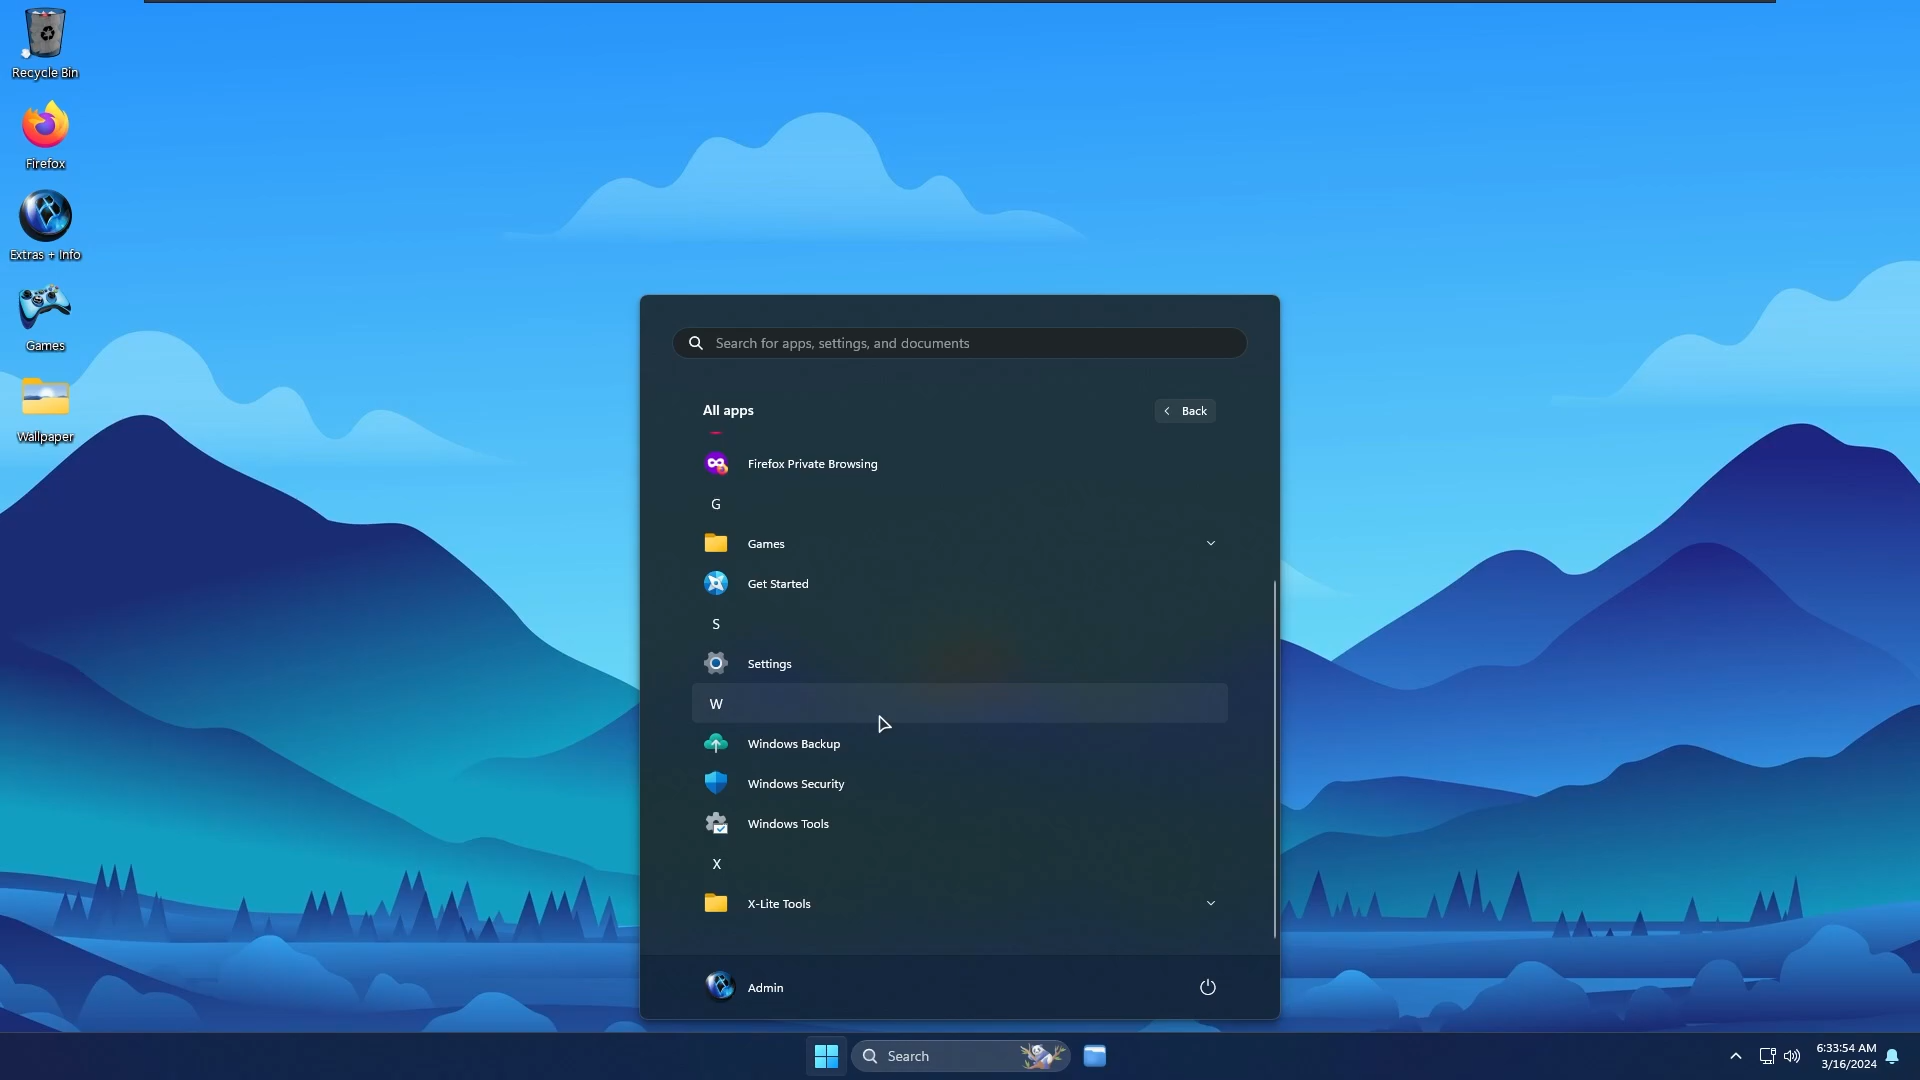 Recycle Bin
Firefox
Extras + Info
Games
Wallpaper
Search for apps, settings, and documents
All apps
Back
Firefox Private Browsing
G
Games
Get Started
S
Settings
W
Windows Backup
Windows Security
Windows Tools
X
X-Lite Tools
Admin
Search
6:33:54 AM
3/16/2024